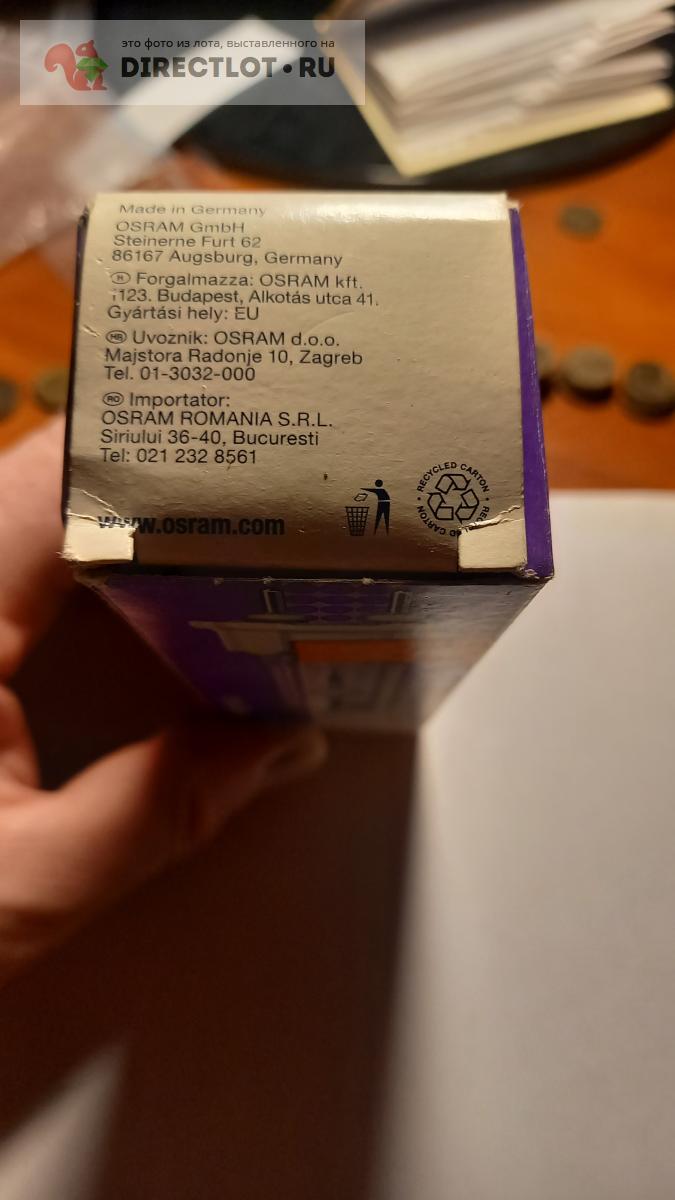 это фото из лота, выставленного на
DIRECTLOT.RU
Made in Germany
OSRAM GmbH
Steinerne Furt 62
86167 Augsburg, Germany
H Forgalmazza: OSRAM kft.
1123. Budapest, Alkotás utca 41.
Gyártási hely: EU
HR Uvoznik: OSRAM d.o.o.
Majstora Radonje 10, Zagreb
Tel. 01-3032-000
RO Importator:
OSRAM ROMANIA S.R.L.
Siriului 36-40, Bucuresti
Tel: 021 232 8561
RECYCLED CARTON
www.osram.com